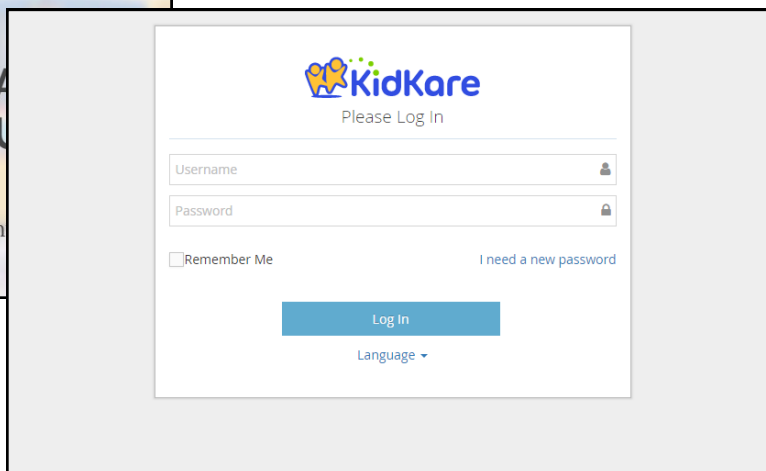 KidKare
Please Log In
Username
Password
Remember Me
I need a new password
Log In
Language